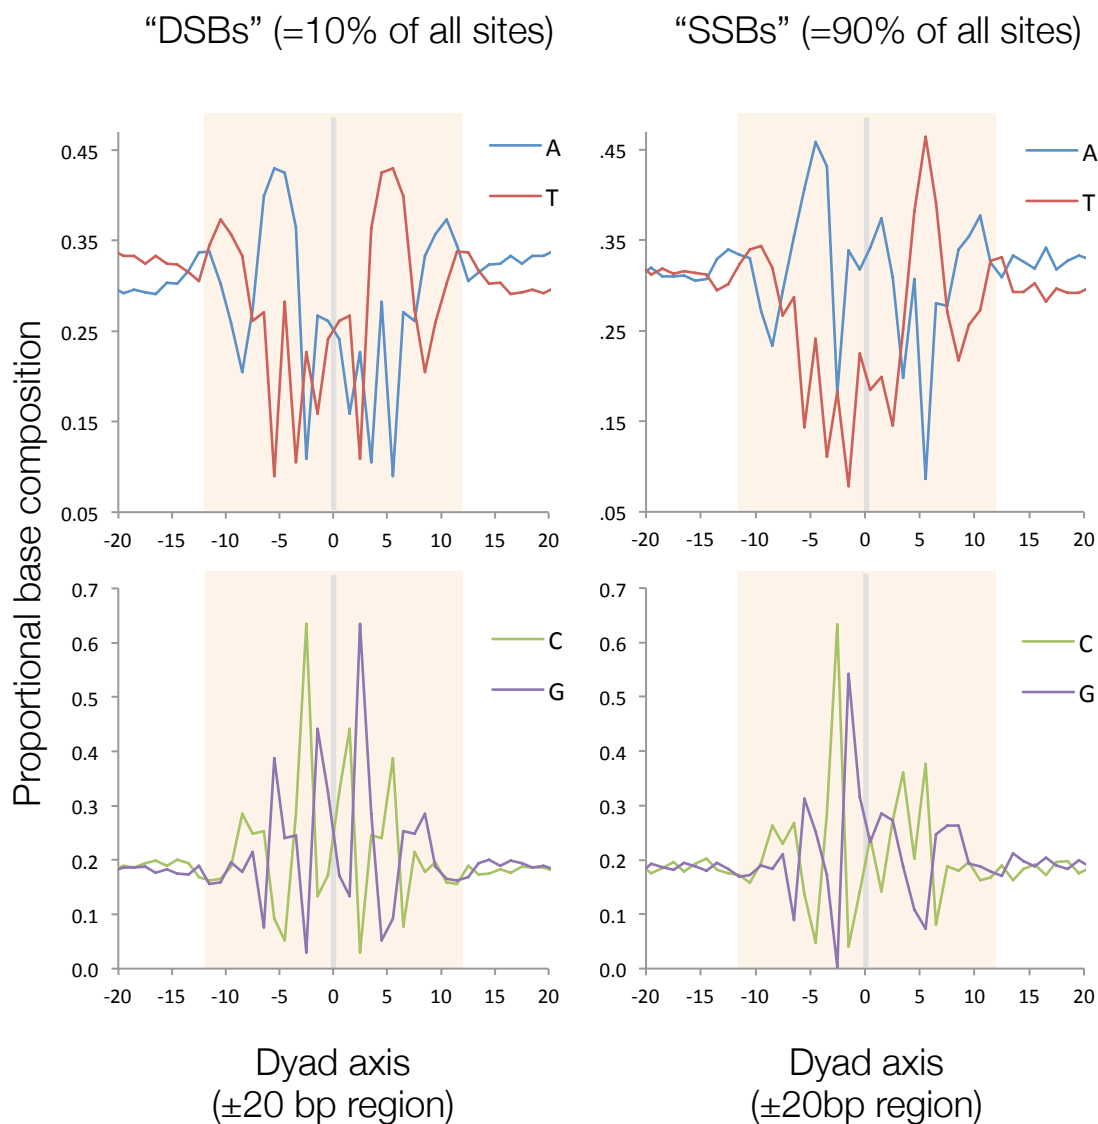 “DSBs” (=10% of all sites)
“SSBs” (=90% of all sites)
Proportional base composition
0.45
0.35
0.25
0.15
0.05
A
T
-20 -15 -10 -5 0 5 10 15 20
.45
.35
.25
.15
.05
A
T
-20 -15 -10 -5 0 5 10 15 20
0.7
0.6
0.5
0.4
0.3
0.2
0.1
0.0
C
G
-20 -15 -10 -5 0 5 10 15 20
0.7
0.6
0.5
0.4
0.3
0.2
0.1
0.0
C
G
-20 -15 -10 -5 0 5 10 15 20
Dyad axis
(±20 bp region)
Dyad axis
(±20bp region)